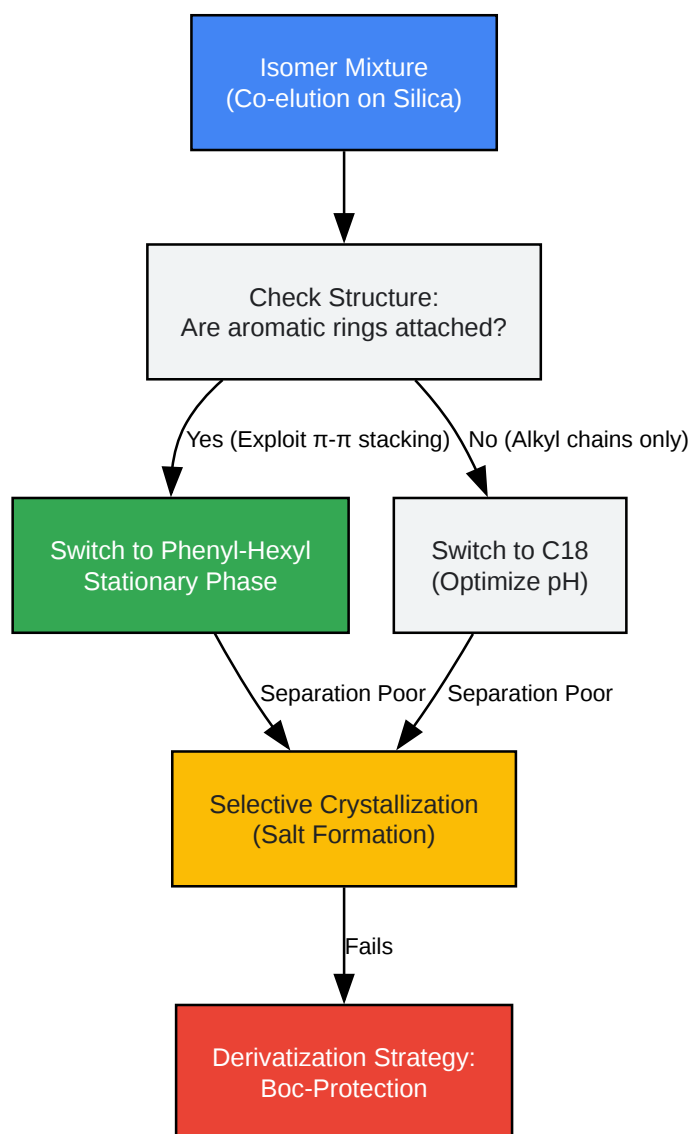 Isomer Mixture
(Co-elution on Silica)
Check Structure:
Are aromatic rings attached?
Yes (Exploit π-π stacking)
No (Alkyl chains only)
Switch to Phenyl-Hexyl
Stationary Phase
Switch to C18
(Optimize pH)
Separation Poor
Separation Poor
Selective Crystallization
(Salt Formation)
Fails
Derivatization Strategy:
Boc-Protection